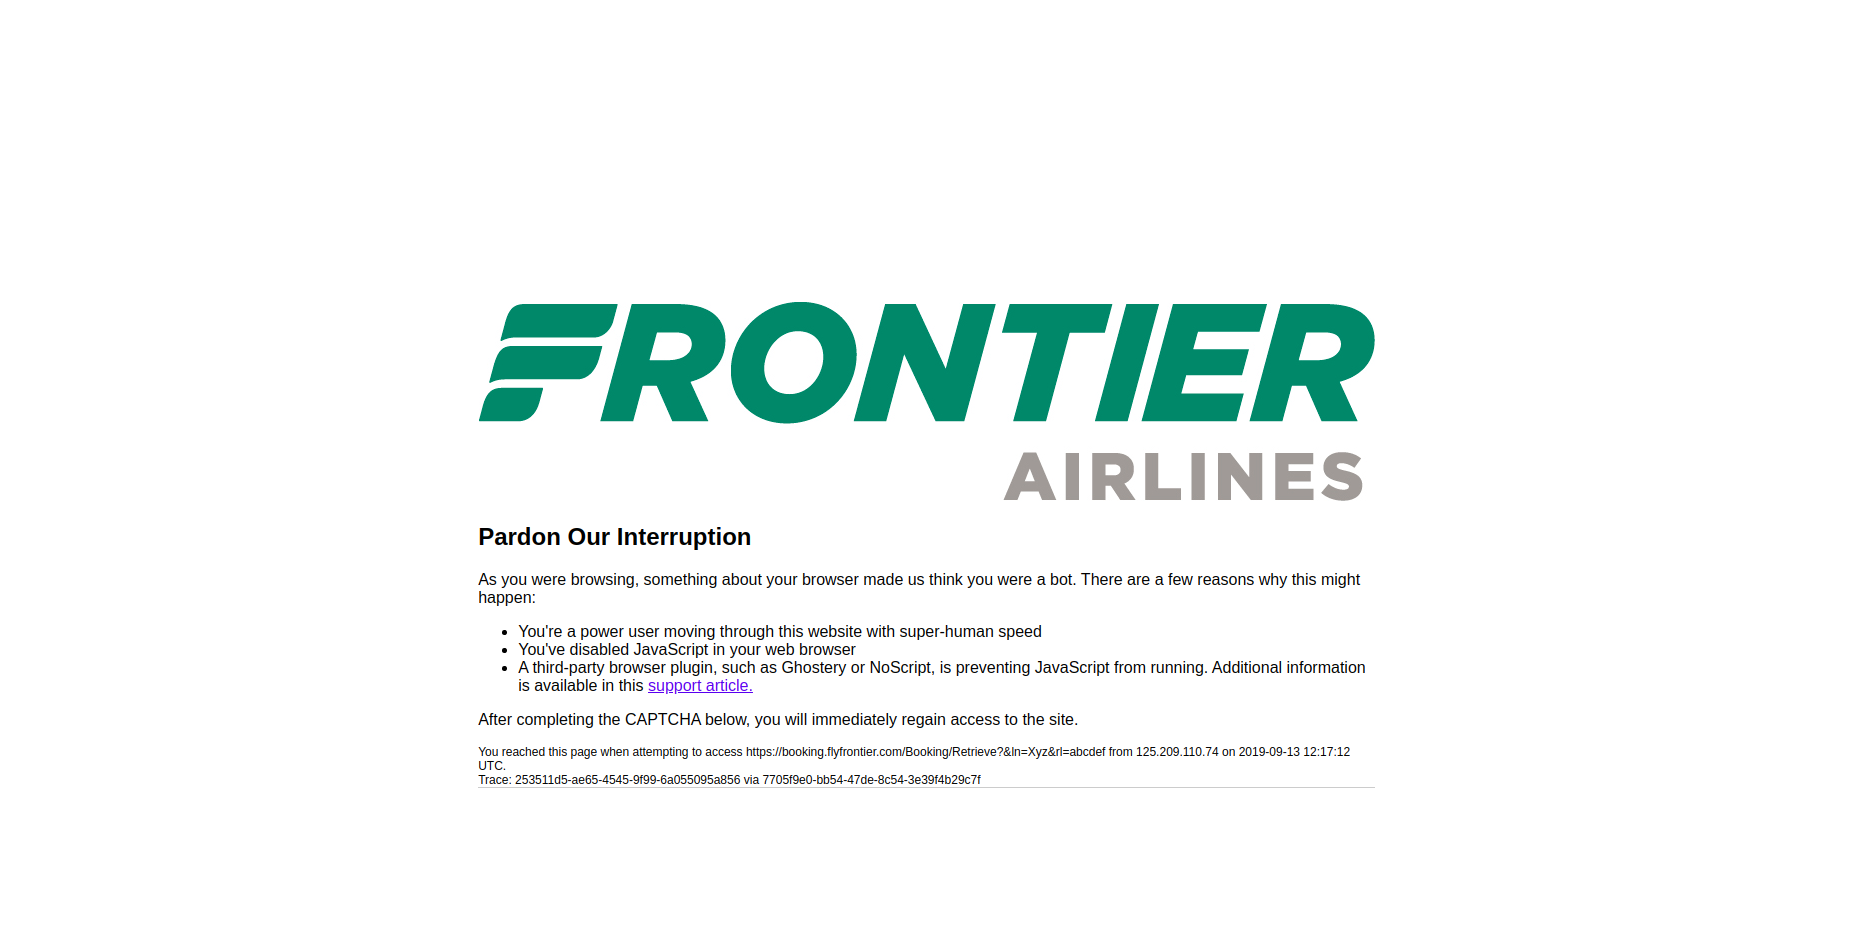 FRONTIER
AIRLINES
Pardon Our Interruption
As you were browsing, something about your browser made us think you were a bot. There are a few reasons why this might
happen:
You're a power user moving through this website with super-human speed
You've disabled JavaScript in your web browser
A third-party browser plugin, such as Ghostery or NoScript, is preventing JavaScript from running. Additional information
is available in this support article.
After completing the CAPTCHA below, you will immediately regain access to the site.
You reached this page when attempting to access https://booking.flyfrontier.com/Booking/Retrieve?&ln=Xyz&rl=abcdef from 125.209.110.74 on 2019-09-13 12:17:12
UTC.
Trace: 253511d5-ae65-4545-9f99-6a055095a856 via 7705f9e0-bb54-47de-8c54-3e39f4b29c7f